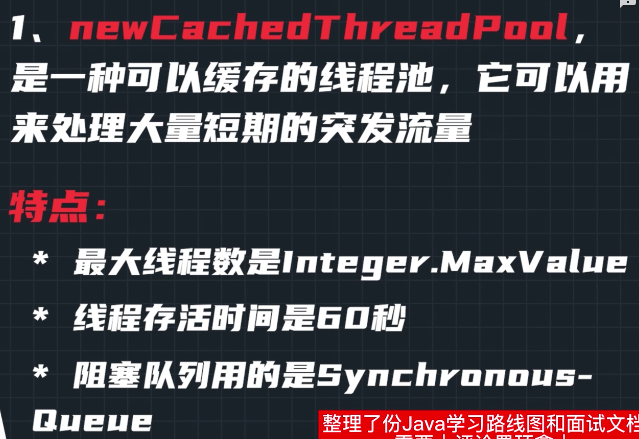 1、newCachedThreadPool，
是一种可以缓存的线程池，它可以用
来处理大量短期的突发流量
特点：
* 最大线程数是Integer.MaxValue
* 线程存活时间是60秒
* 阻塞队列用的是Synchronous-
Queue
整理了份Java学习路线图和面试文档